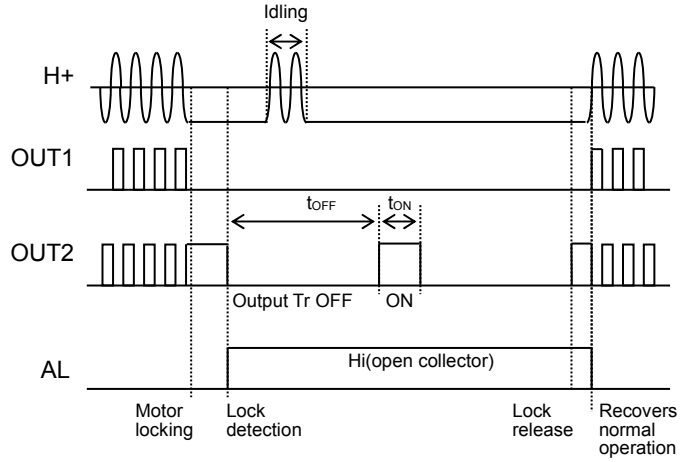 Idling
H+
OUT1
tOFF
tON
OUT2
Output Tr OFF
ON
Hi(open collector)
AL
Motor
locking
Lock
detection
Lock
release
Recovers
normal
operation